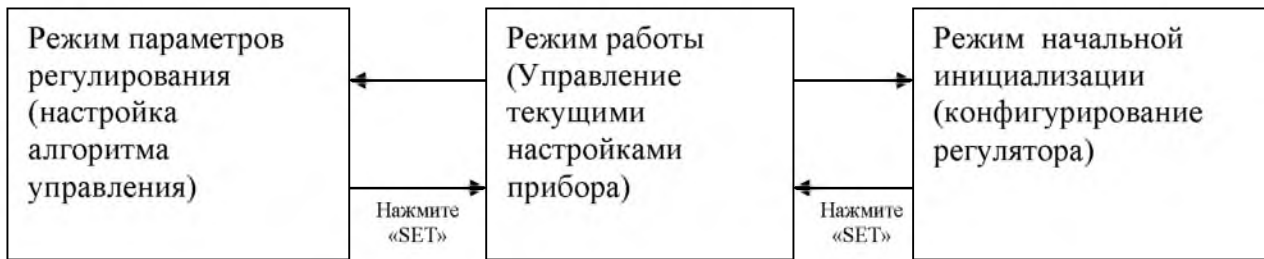 Режим параметров
регулирования
(настройка
алгоритма
управления)
Нажмите
«SET»
Режим работы
(Управление
текущими
настройками
прибора)
Нажмите
«SET»
Режим начальной
инициализации
(конфигурирование
регулятора)